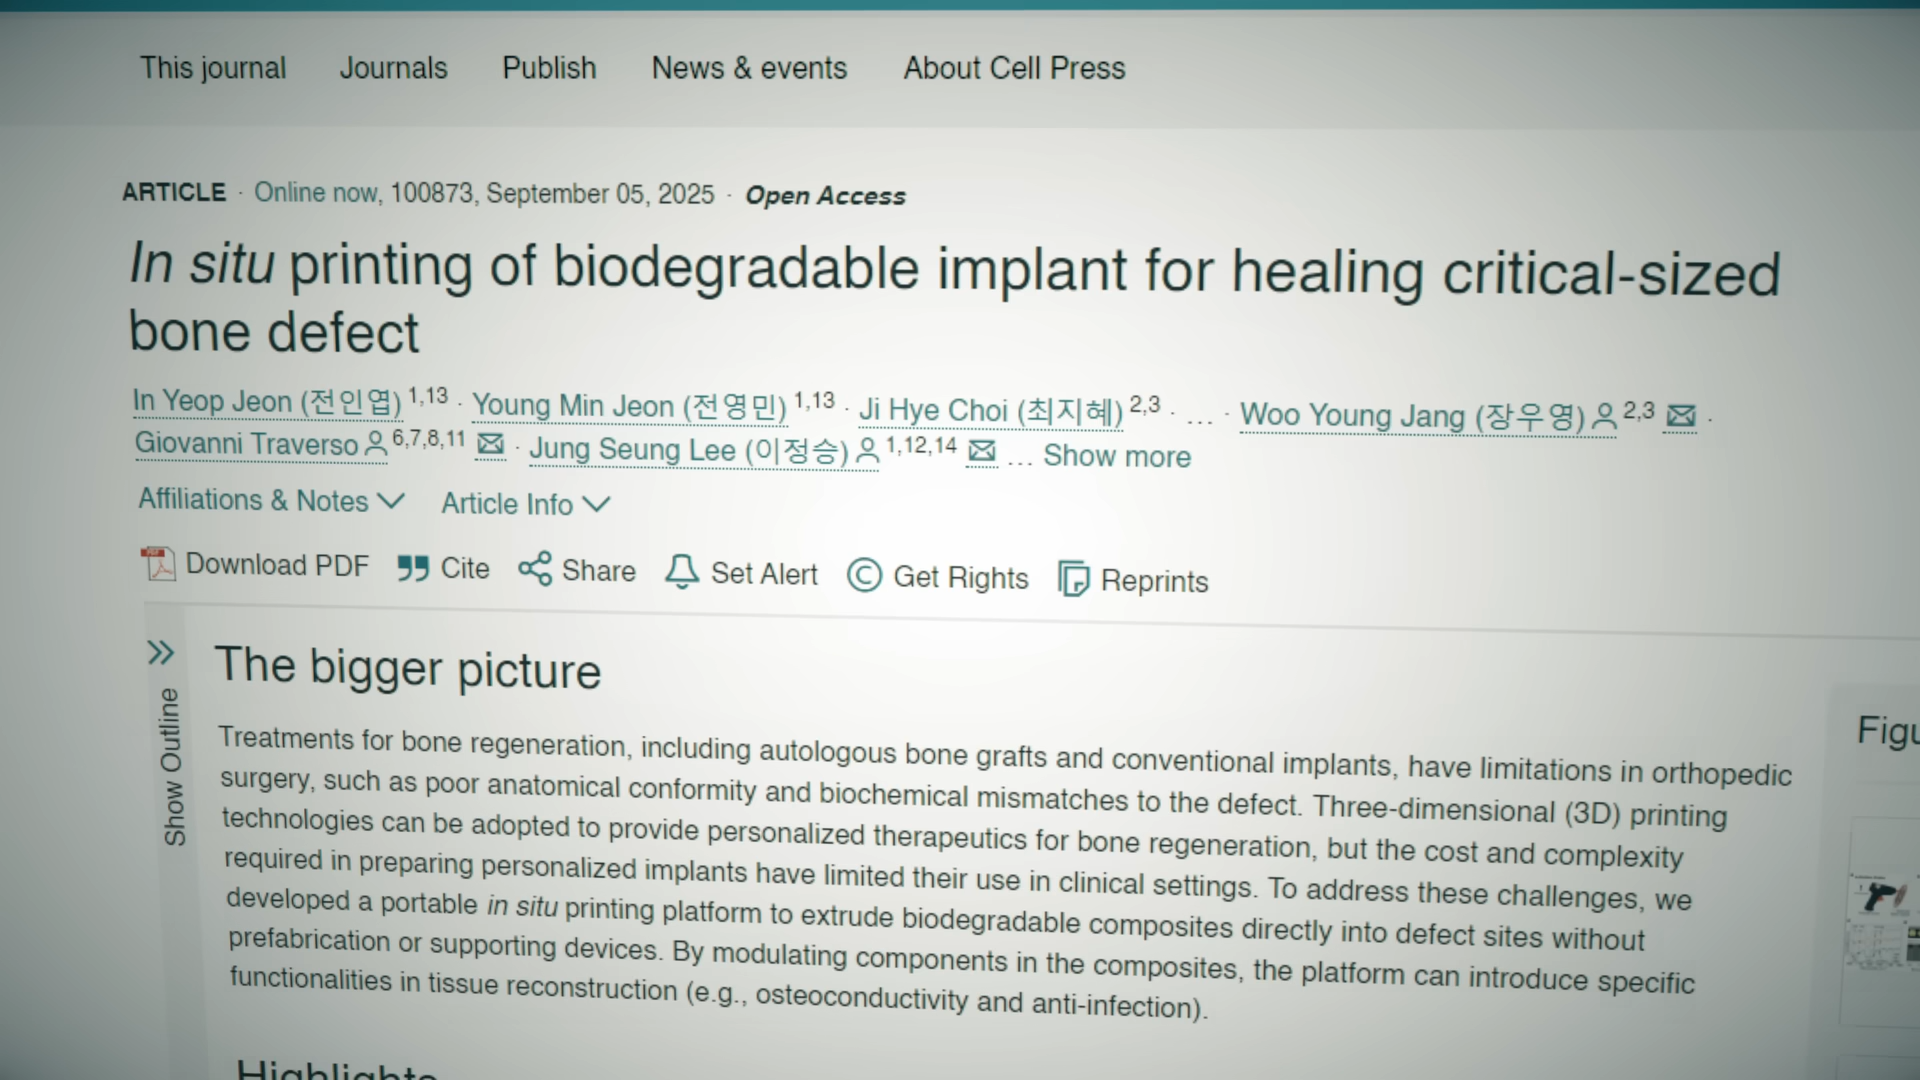 This journal Journals Publish News & events About Cell Press
ARTICLE · Online now, 100873, September 05, 2025 · Open Access
In situ printing of biodegradable implant for healing critical-sized
bone defect
In Yeop Jeon (전인엽) 1,13 · Young Min Jeon (전영민) 1,13 · Ji Hye Choi (최지혜) 2,3 · … · Woo Young Jang (장우영) 2,3 ·
Giovanni Traverso 6,7,8,11 · Jung Seung Lee (이정승) 1,12,14 … Show more
Affiliations & Notes Article Info
Download PDF Cite Share Set Alert Get Rights Reprints
Show Outline
The bigger picture
Treatments for bone regeneration, including autologous bone grafts and conventional implants, have limitations in orthopedic
surgery, such as poor anatomical conformity and biochemical mismatches to the defect. Three-dimensional (3D) printing
technologies can be adopted to provide personalized therapeutics for bone regeneration, but the cost and complexity
required in preparing personalized implants have limited their use in clinical settings. To address these challenges, we
developed a portable in situ printing platform to extrude biodegradable composites directly into defect sites without
prefabrication or supporting devices. By modulating components in the composites, the platform can introduce specific
functionalities in tissue reconstruction (e.g., osteoconductivity and anti-infection).
Highlights
Figu